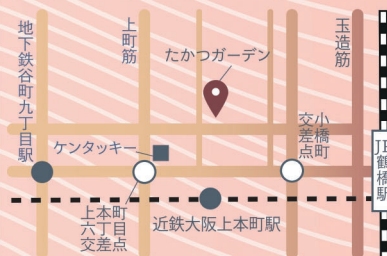 地下鉄谷町九丁目駅
上町筋
玉造筋
たかつガーデン
小橋町
交差点
ケンタッキー
JR鶴橋駅
上本町
六丁目
交差点
近鉄大阪上本町駅